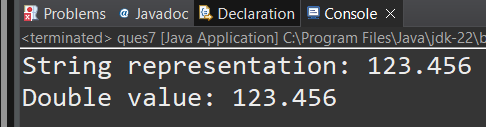 Problems @ Javadoc Declaration Console ×
<terminated> ques7 [Java Application] C:\Program Files\Java\jdk-22\b
String representation: 123.456
Double value: 123.456